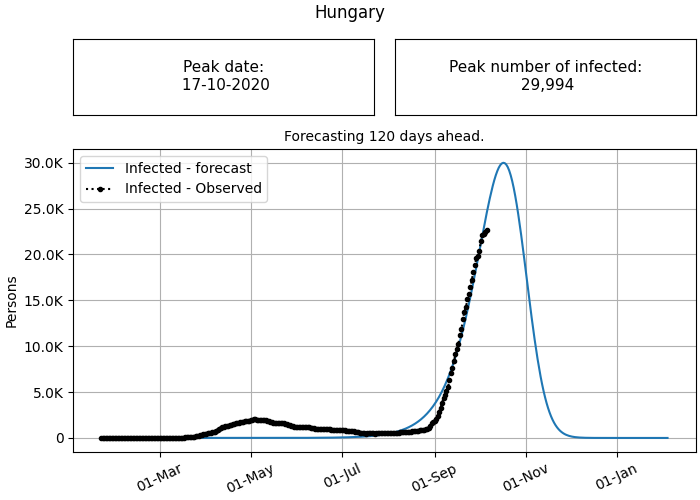 Hungary
Peak date:
17-10-2020
Peak number of infected:
29,994
Forecasting 120 days ahead.
Infected - forecast
Infected - Observed
30.0K
25.0K
20.0K
15.0K
10.0K
5.0K
0
Persons
01-Mar
01-May
01-Jul
01-Sep
01-Nov
01-Jan